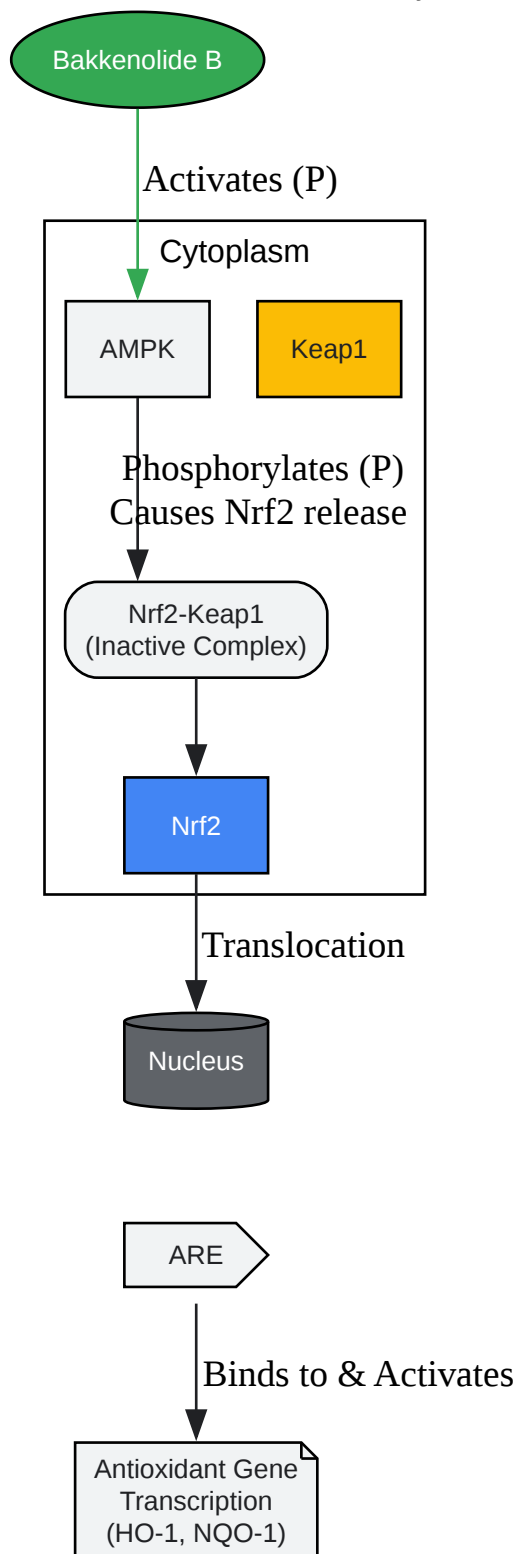 Bakkenolide B
Activates (P)
Cytoplasm
AMPK
Keap1
Phosphorylates (P)
Causes Nrf2 release
Nrf2-Keap1
(Inactive Complex)
Nrf2
Translocation
Nucleus
ARE
Binds to & Activates
Antioxidant Gene
Transcription
(HO-1, NQO-1)